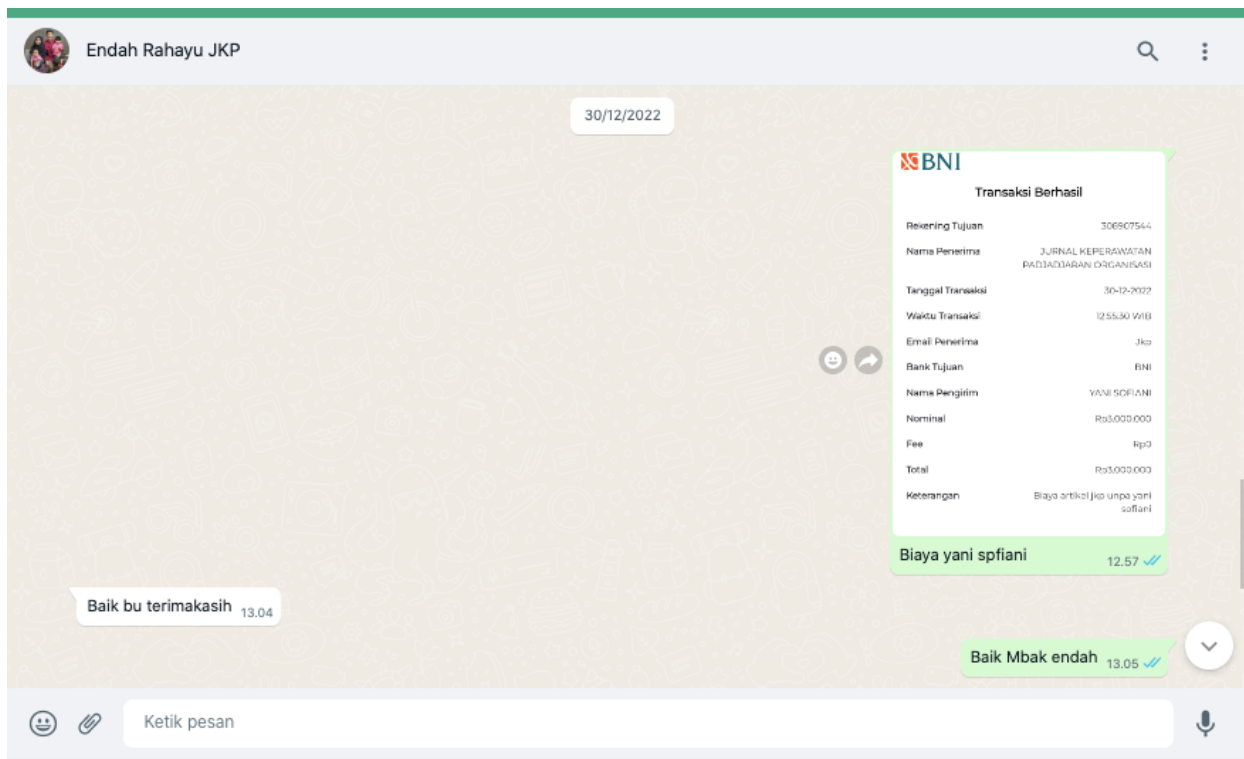 Endah Rahayu JKP
30/12/2022
BNI
Transaksi Berhasil
Rekening Tujuan 306907544
Nama Penerima JURNAL KEPERAWATAN
PADJADJARAN ORGANISASI
Tanggal Transaksi 30-12-2022
Waktu Transaksi 12:55:30 WIB
Email Penerima Jkp
Bank Tujuan BNI
Nama Pengirim YANI SOFIANI
Nominal Rp3.000.000
Fee Rp0
Total Rp3.000.000
Keterangan Biaya artikel jkp unpa yani
sofiani
Biaya yani spfiani 12.57
Baik bu terimakasih 13.04
Baik Mbak endah 13.05
Ketik pesan